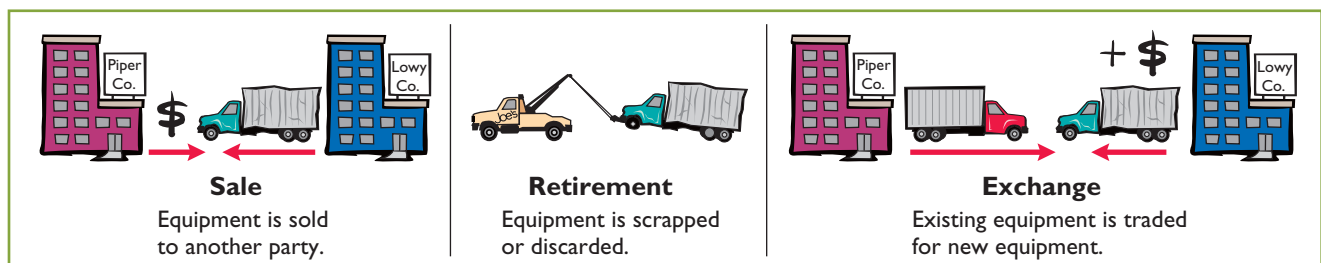 Piper
Co.
$
Lowy
Co.
Sale
Equipment is sold
to another party.
Joe's
Retirement
Equipment is scrapped
or discarded.
Piper
Co.
+ $
Lowy
Co.
Exchange
Existing equipment is traded
for new equipment.